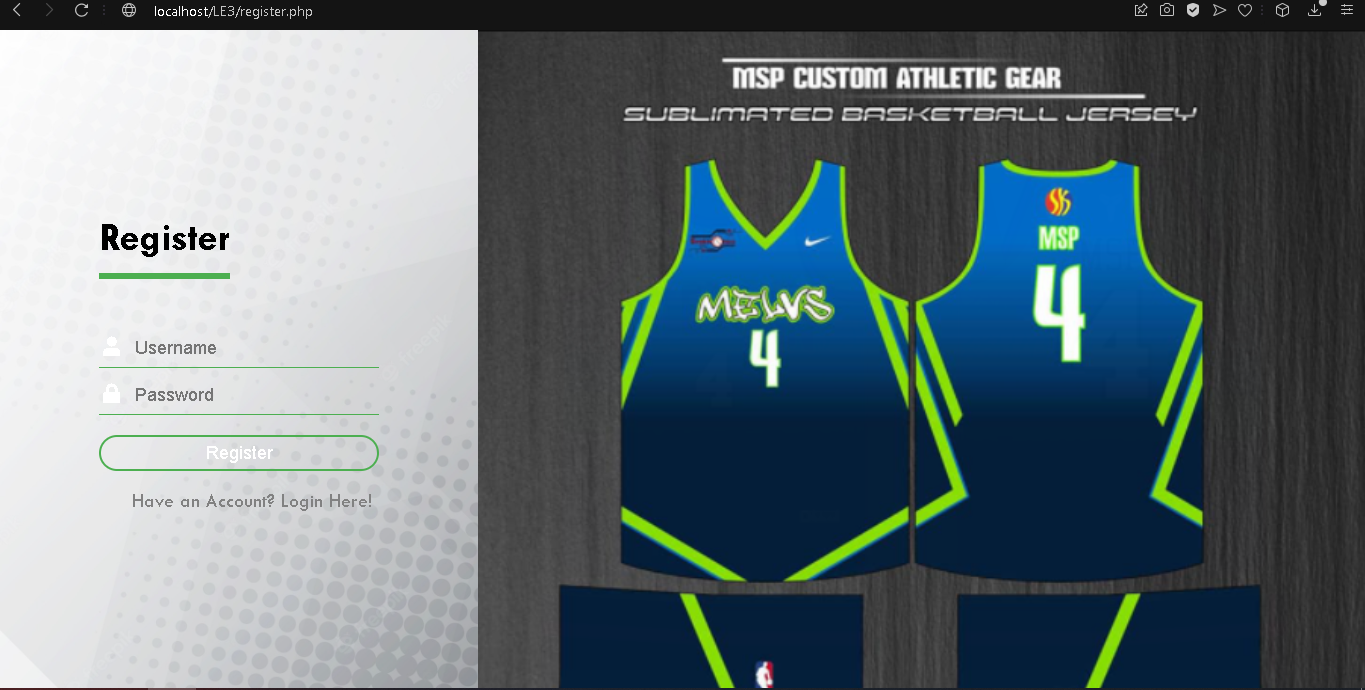 localhost/LE3/register.php
Register
Username
Password
Register
Have an Account? Login Here!
MSP CUSTOM ATHLETIC GEAR
SUBLIMATED BASKETBALL JERSEY
MELVS
4
MSP
4